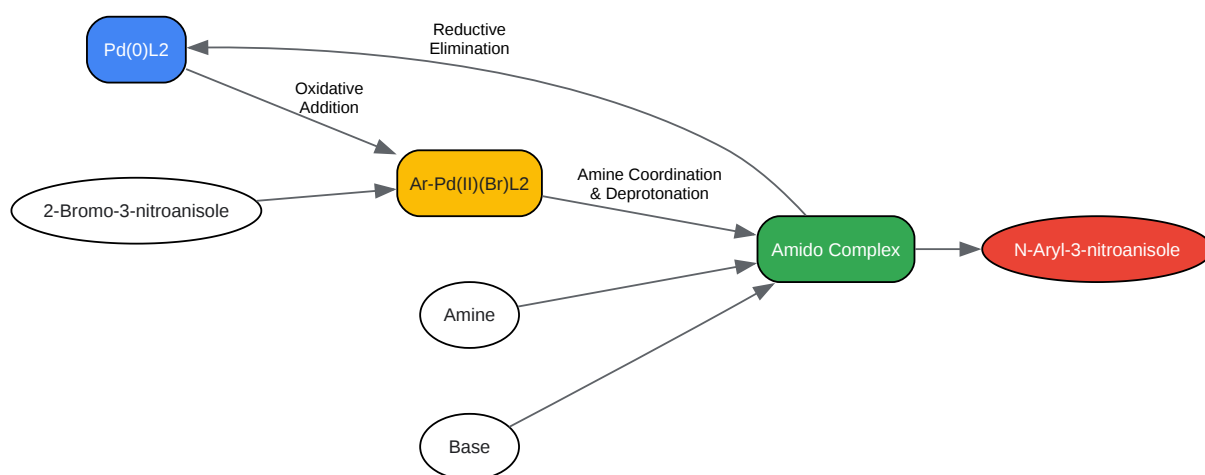 Reductive
Elimination
Pd(0)L2
Oxidative
Addition
Amine Coordination
& Deprotonation
Ar-Pd(II)(Br)L2
2-Bromo-3-nitroanisole
Amido Complex
N-Aryl-3-nitroanisole
Amine
Base